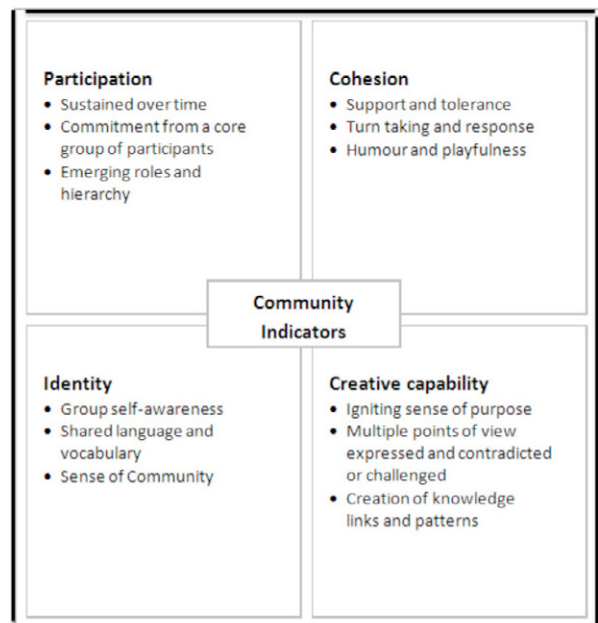 Participation
• Sustained over time
• Commitment from a core
group of participants
• Emerging roles and
hierarchy
Cohesion
• Support and tolerance
• Turn taking and response
• Humour and playfulness
Community
Indicators
Identity
• Group self-awareness
• Shared language and
vocabulary
• Sense of Community
Creative capability
• Igniting sense of purpose
• Multiple points of view
expressed and contradicted
or challenged
• Creation of knowledge
links and patterns